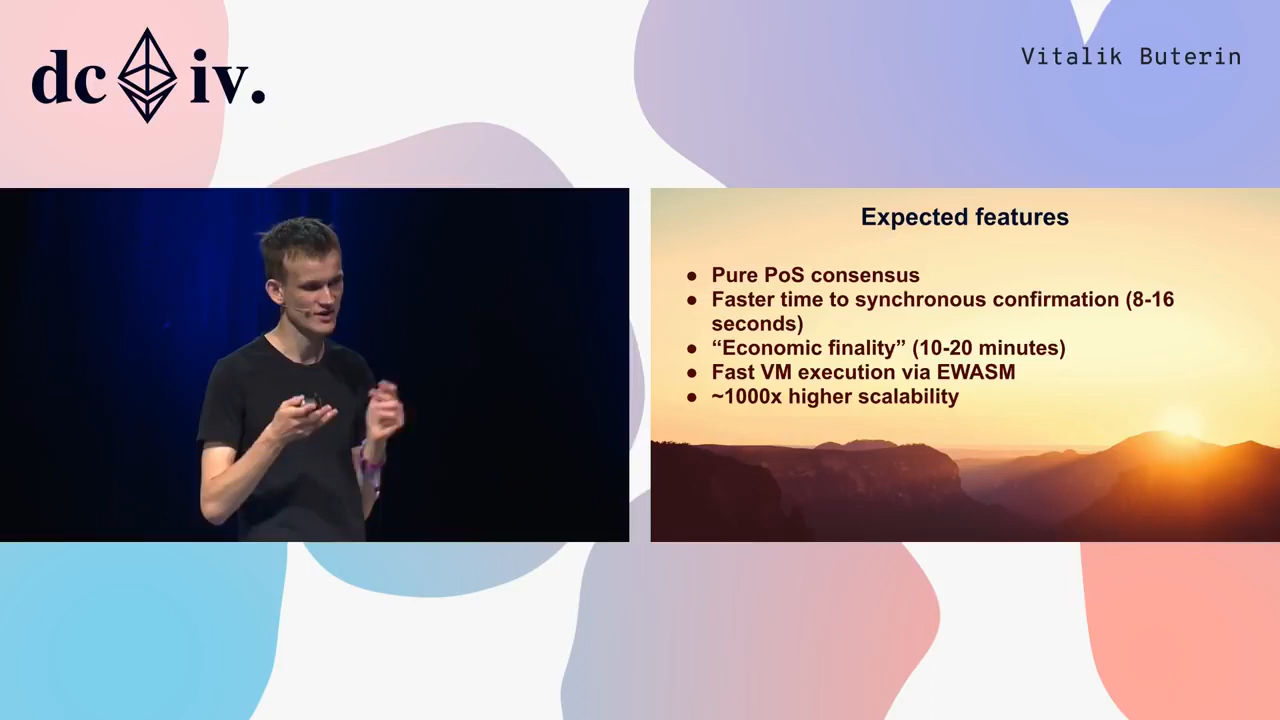 dc iv.
Vitalik Buterin
Expected features
● Pure PoS consensus
● Faster time to synchronous confirmation (8-16
seconds)
● “Economic finality” (10-20 minutes)
● Fast VM execution via EWASM
● ~1000x higher scalability